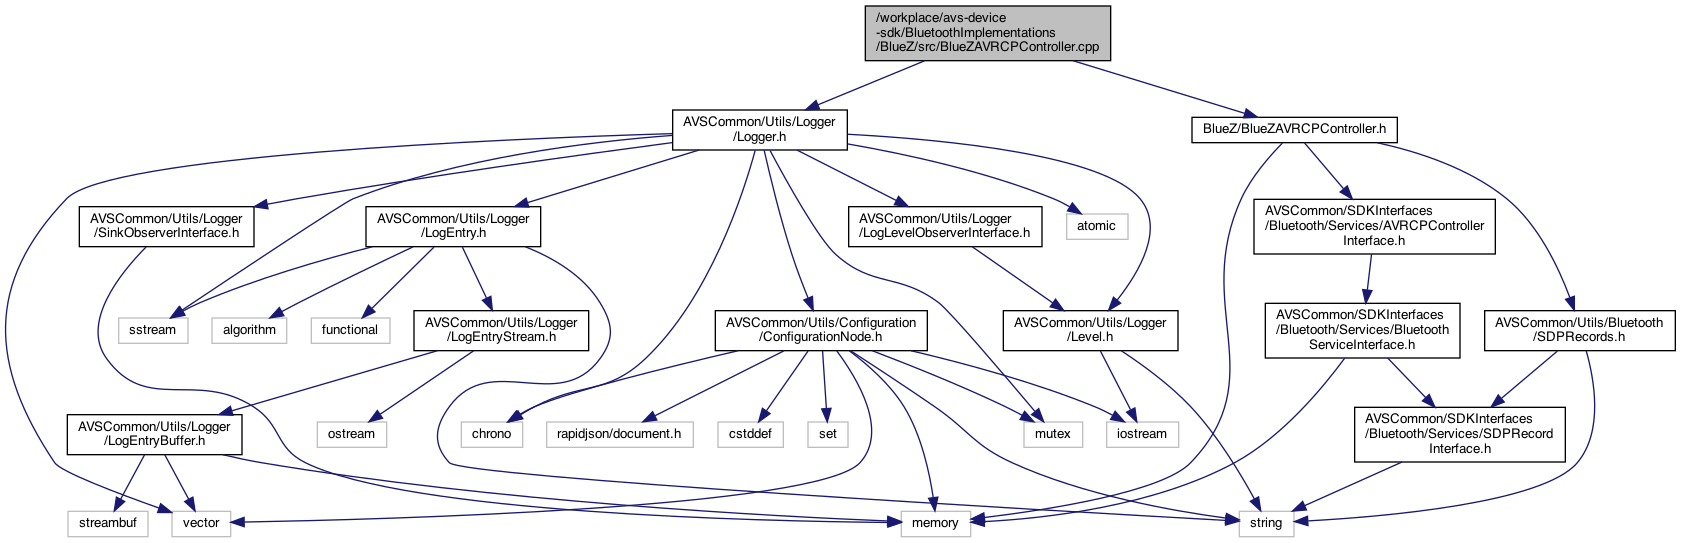 /workplace/avs-device
-sdk/BluetoothImplementations
/BlueZ/src/BlueZAVRCPController.cpp
AVSCommon/Utils/Logger
/Logger.h
BlueZ/BlueZAVRCPController.h
AVSCommon/Utils/Logger
/SinkObserverInterface.h
AVSCommon/Utils/Logger
/LogEntry.h
AVSCommon/Utils/Logger
/LogLevelObserverInterface.h
atomic
AVSCommon/SDKInterfaces
/Bluetooth/Services/AVRCPController
Interface.h
sstream
algorithm
functional
AVSCommon/Utils/Logger
/LogEntryStream.h
AVSCommon/Utils/Configuration
/ConfigurationNode.h
AVSCommon/Utils/Logger
/Level.h
AVSCommon/SDKInterfaces
/Bluetooth/Services/Bluetooth
ServiceInterface.h
AVSCommon/Utils/Bluetooth
/SDPRecords.h
AVSCommon/Utils/Logger
/LogEntryBuffer.h
ostream
chrono
rapidjson/document.h
cstddef
set
mutex
iostream
AVSCommon/SDKInterfaces
/Bluetooth/Services/SDPRecord
Interface.h
streambuf
vector
memory
string